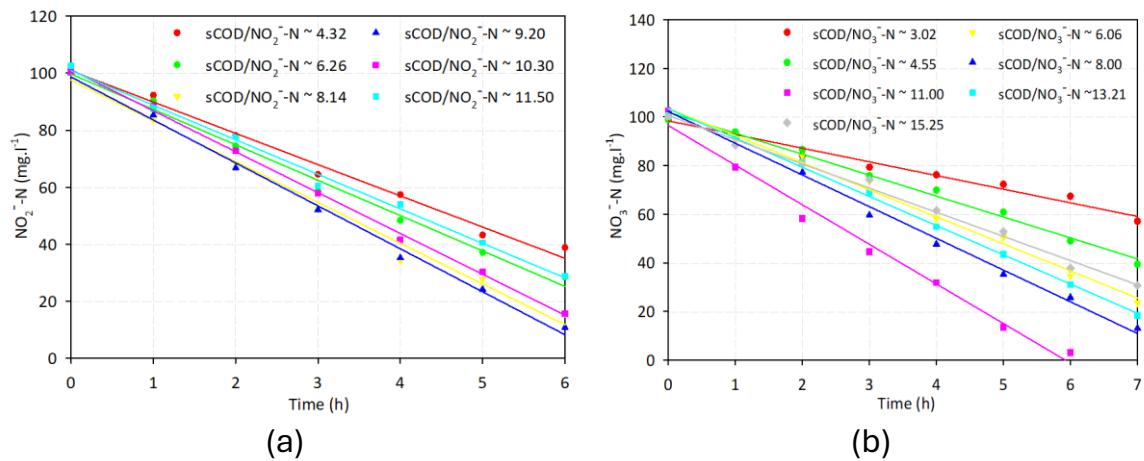 120
100
80
60
40
20
0
NO₂⁻-N (mg.l⁻¹)
sCOD/NO₂⁻-N ~ 4.32
sCOD/NO₂⁻-N ~ 6.26
sCOD/NO₂⁻-N ~ 8.14
sCOD/NO₂⁻-N ~ 9.20
sCOD/NO₂⁻-N ~ 10.30
sCOD/NO₂⁻-N ~ 11.50
0 1 2 3 4 5 6
Time (h)
(a)
140
120
100
80
60
40
20
0
NO₃⁻-N (mg.l⁻¹)
sCOD/NO₃⁻-N ~ 3.02
sCOD/NO₃⁻-N ~ 4.55
sCOD/NO₃⁻-N ~ 11.00
sCOD/NO₃⁻-N ~ 15.25
sCOD/NO₃⁻-N ~ 6.06
sCOD/NO₃⁻-N ~ 8.00
sCOD/NO₃⁻-N ~13.21
0 1 2 3 4 5 6 7
Time (h)
(b)